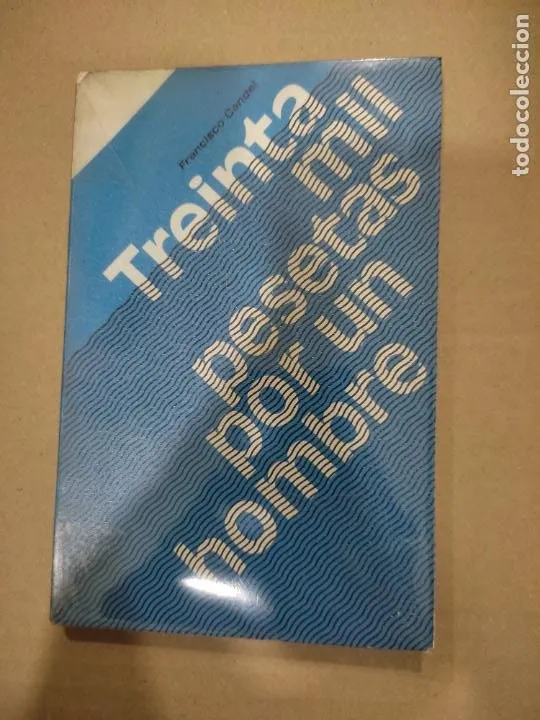 Francisco Candel
Treinta
mil
pesetas
por un
hombre
todocoleccion